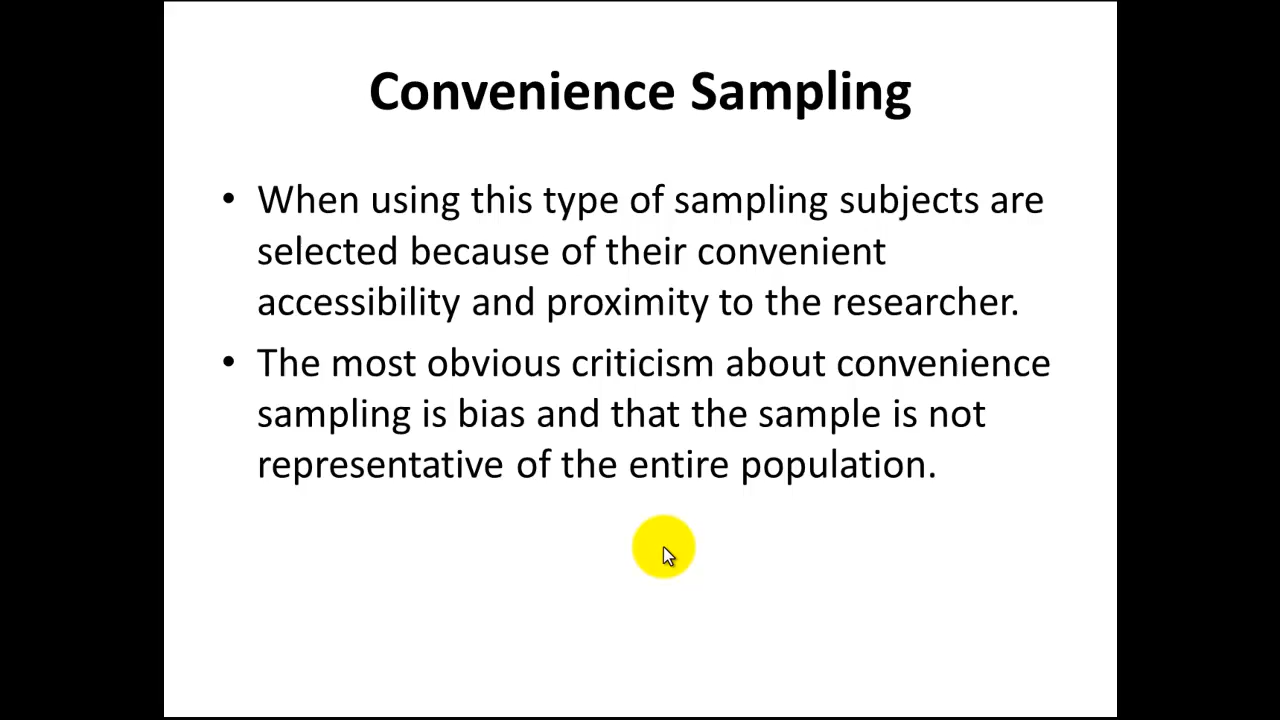 Convenience Sampling
• When using this type of sampling subjects are
selected because of their convenient
accessibility and proximity to the researcher.
• The most obvious criticism about convenience
sampling is bias and that the sample is not
representative of the entire population.